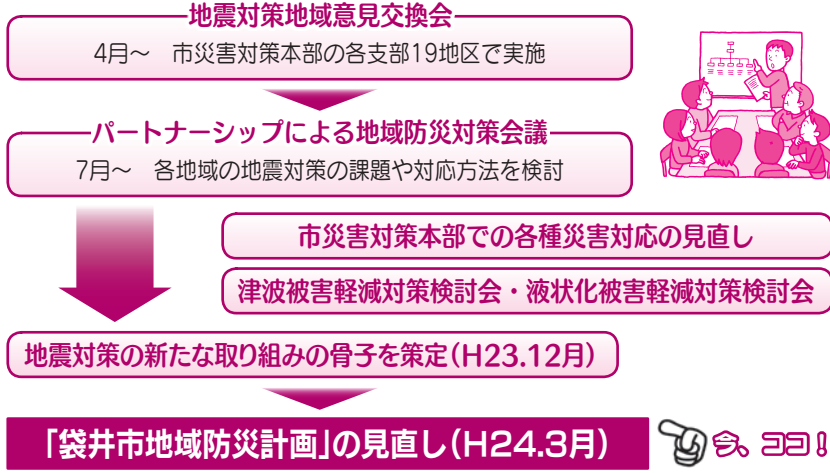 地震対策地域意見交換会
4月～ 市災害対策本部の各支部19地区で実施
パートナーシップによる地域防災対策会議
7月～ 各地域の地震対策の課題や対応方法を検討
市災害対策本部での各種災害対応の見直し
津波被害軽減対策検討会・液状化被害軽減対策検討会
地震対策の新たな取り組みの骨子を策定(H23.12月)
「袋井市地域防災計画」の見直し(H24.3月)
今、ココ！